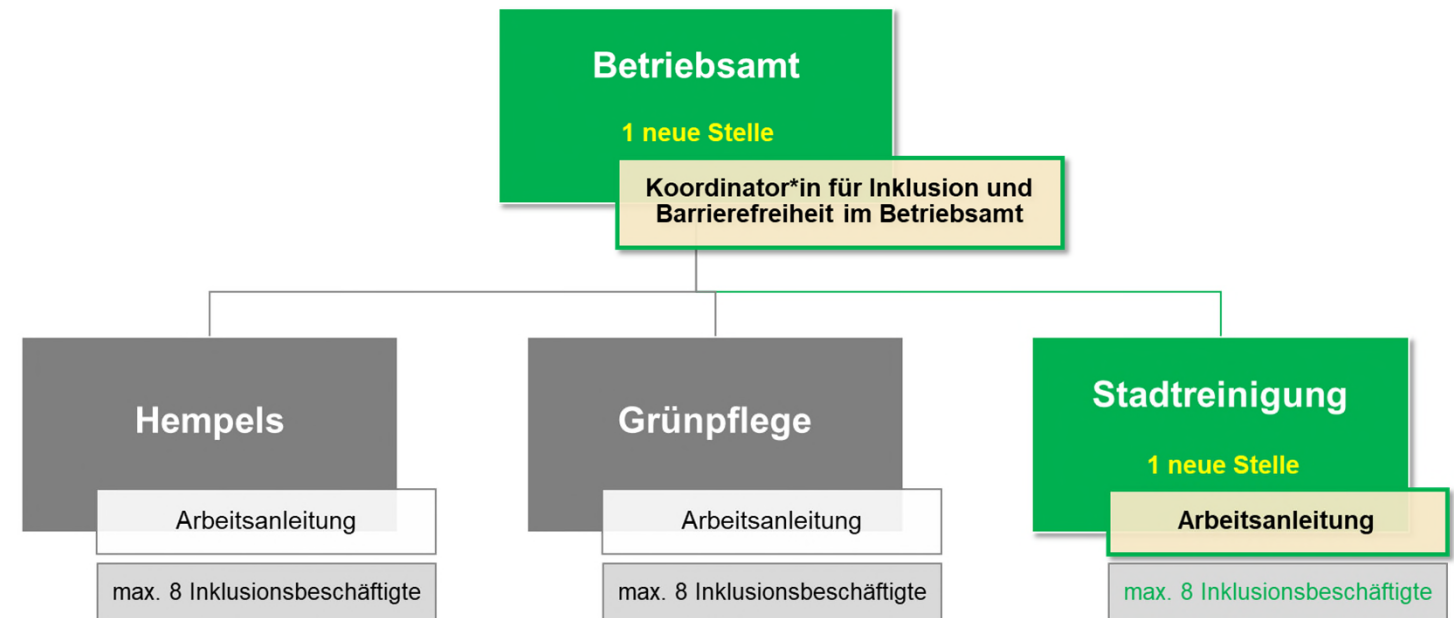 Betriebsamt
1 neue Stelle
Koordinator*in für Inklusion und
Barrierefreiheit im Betriebsamt
Hempels
Arbeitsanleitung
max. 8 Inklusionsbeschäftigte
Grünpflege
Arbeitsanleitung
max. 8 Inklusionsbeschäftigte
Stadtreinigung
1 neue Stelle
Arbeitsanleitung
max. 8 Inklusionsbeschäftigte